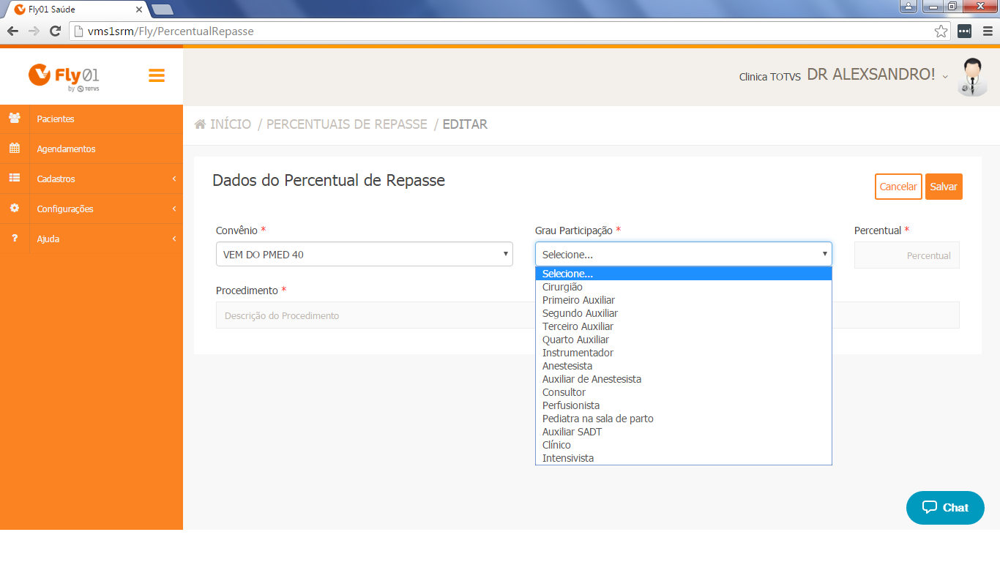 Fly01 Saúde
vms1srm/Fly/PercentualRepasse
Fly01
by TOTVS
Clinica TOTVS DR ALEXSANDRO!
Pacientes
Agendamentos
Cadastros
Configurações
Ajuda
INÍCIO / PERCENTUAIS DE REPASSE / EDITAR
Dados do Percentual de Repasse
Cancelar Salvar
Convênio * Grau Participação * Percentual *
VEM DO PMED 40 Selecione... Percentual
Procedimento *
Descrição do Procedimento
Selecione...
Cirurgião
Primeiro Auxiliar
Segundo Auxiliar
Terceiro Auxiliar
Quarto Auxiliar
Instrumentador
Anestesista
Auxiliar de Anestesista
Consultor
Perfusionista
Pediatra na sala de parto
Auxiliar SADT
Clínico
Intensivista
Chat